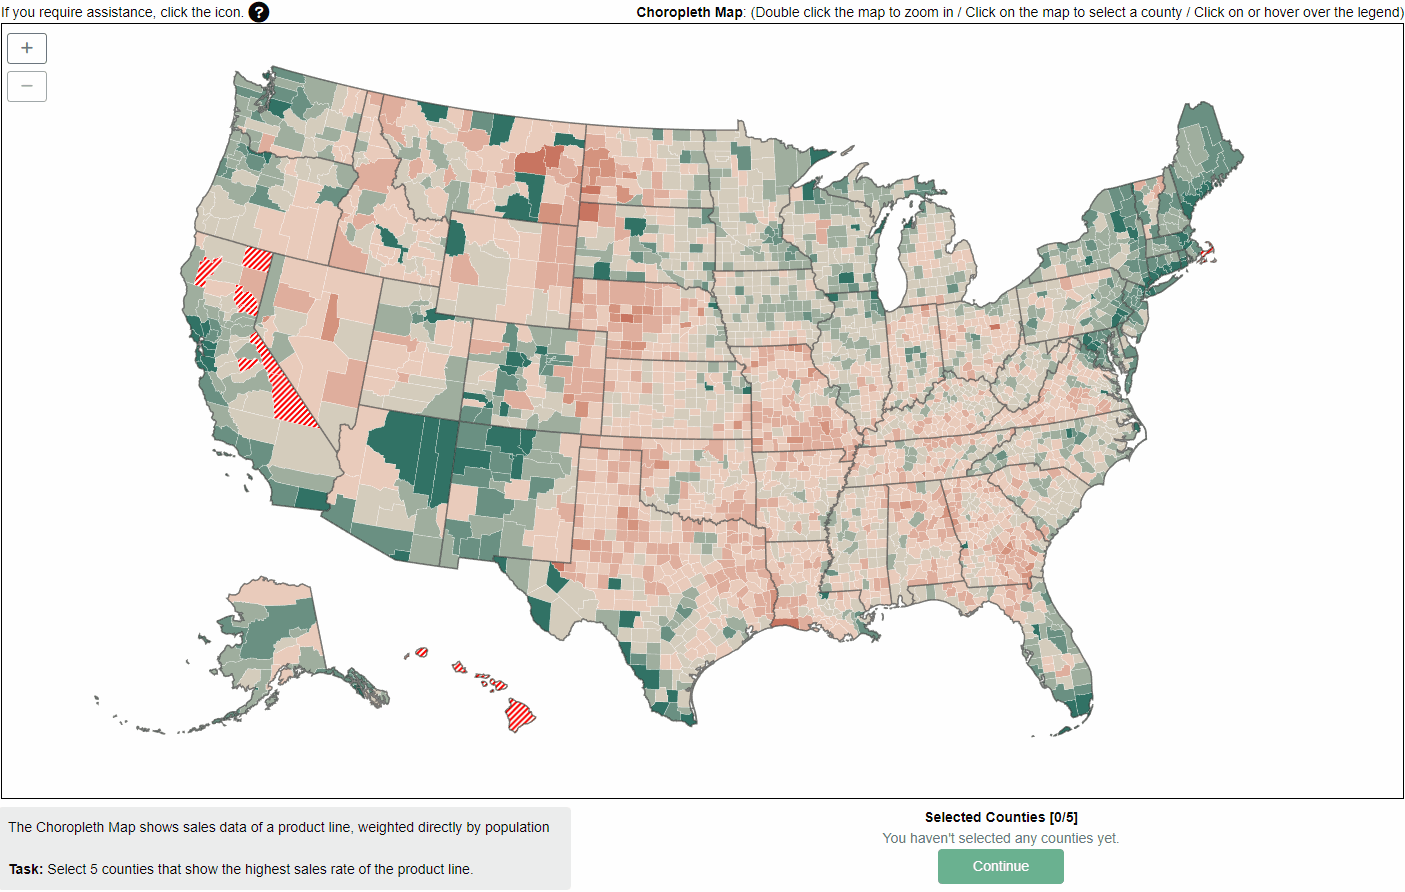 If you require assistance, click the icon. ?
Choropleth Map: (Double click the map to zoom in / Click on the map to select a county / Click on or hover over the legend)
+
−
The Choropleth Map shows sales data of a product line, weighted directly by population
Task: Select 5 counties that show the highest sales rate of the product line.
Selected Counties [0/5]
You haven't selected any counties yet.
Continue